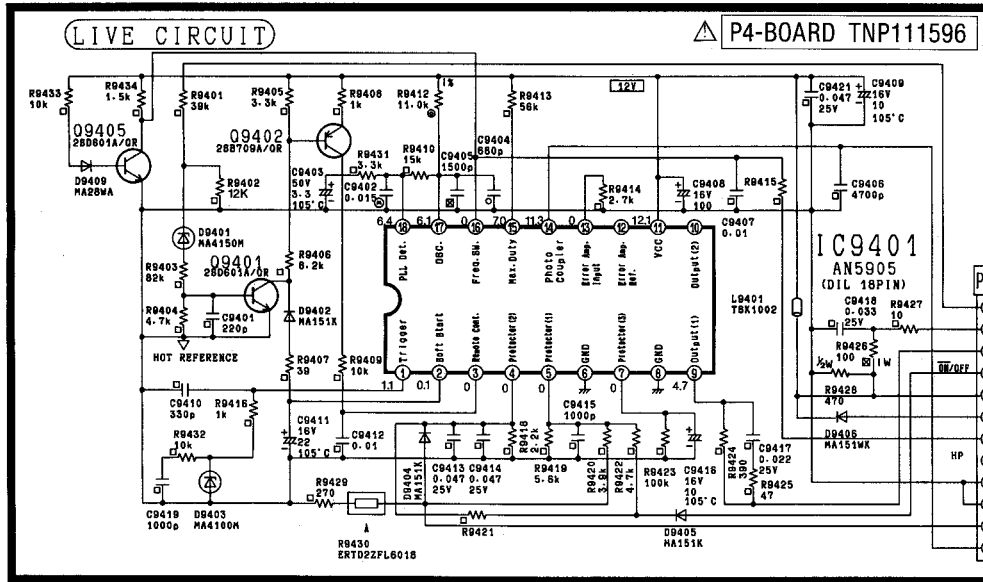 LIVE CIRCUIT
P4-BOARD TNP111596
R9433
10k
R9434
1.5k
R9401
39k
R9405
3.3k
R9408
1k
R9412
11.0k
1%
R9413
56k
12V
C9421
0.047
25V
C9409
16V
10
105°C
Q9405
2SD601A/QR
D9409
MA28WA
Q9402
2SB709A/QR
R9402
12K
C9403
50V
3.3
105°C
R9431
3.3k
C9402
0.015
R9410
15k
C9405
1500p
C9404
680p
R9414
2.7k
C9408
16V
100
R9415
C9407
0.01
C9406
4700p
D9401
MA4150M
R9403
82k
Q9401
2SD601A/QR
R9404
4.7k
C9401
220p
HOT REFERENCE
R9406
8.2k
D9402
MA151K
R9407
39
R9409
10k
6.4
6.1
0
7.0
11.3
0
12.1
18
17
16
15
14
13
12
11
10
PLL Det.
OSC.
Freq. SW.
Max. Duty
Photo Coupler
Error Amp. Input
Error Amp. Ref.
VCC
Output(2)
Trigger
Soft Start
Remote Cont.
Protector(2)
Protector(1)
GND
Protector(3)
GND
Output(1)
1
2
3
4
5
6
7
8
9
1.1
0.1
0
0
0
0
4.7
IC9401
AN5905
(DIL 18PIN)
L9401
TSK1002
C9418
0.033
25V
R9427
10
R9426
100
1W
½W
R9428
470
D9406
MA151WK
ON/OFF
HP
P
C9410
330p
R9416
1k
R9432
10k
C9419
1000p
D9403
MA4100M
C9411
16V
22
105°C
C9412
0.01
R9429
270
R9430
ERTD2ZFL601S
D9404
MA151K
C9413
0.047
25V
C9414
0.047
25V
R9418
2.2k
R9419
5.6k
C9415
1000p
R9420
3.9k
R9422
4.7k
R9423
100k
C9416
16V
10
105°C
R9421
D9405
MA151K
R9424
390
C9417
0.022
25V
R9425
47